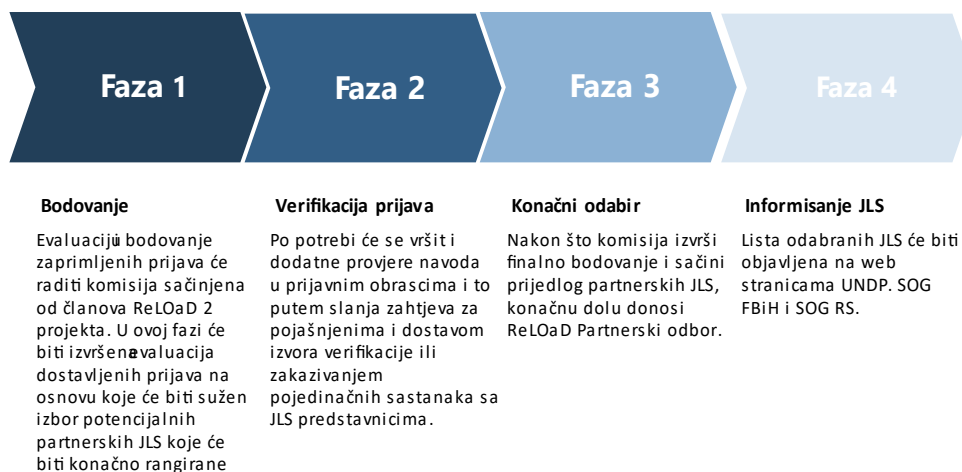 Faza 1
Faza 2
Faza 3
Faza 4
Bodovanje
Evaluaciju i bodovanje
zaprimljenih prijava će
raditi komisija sačinjena
od članova ReLOaD 2
projekta. U ovoj fazi će
biti izvršena evaluacija
dostavljenih prijava na
osnovu koje će biti sužen
izbor potencijalnih
partnerskih JLS koje će
biti konačno rangirane
Verifikacija prijava
Po potrebi će se vršiti i
dodatne provjere navoda
u prijavnim obrascima i to
putem slanja zahtjeva za
pojašnjenima i dostavom
izvora verifikacije ili
zakazivanjem
pojedinačnih sastanaka sa
JLS predstavnicima.
Konačni odabir
Nakon što komisija izvrši
finalno bodovanje i sačini
prijedlog partnerskih JLS,
konačnu dolu donosi
ReLOaD Partnerski odbor.
Informisanje JLS
Lista odabranih JLS će biti
objavljena na web
stranicama UNDP. SOG
FBiH i SOG RS.